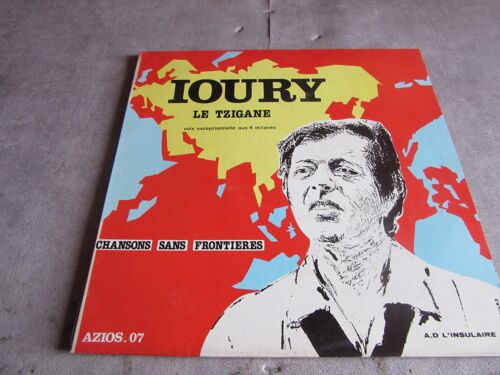 IOURY
LE TZIGANE
voix exceptionnelle aux 4 octaves
CHANSONS SANS FRONTIERES
AZIOS.07
A.D L'INSULAIRE